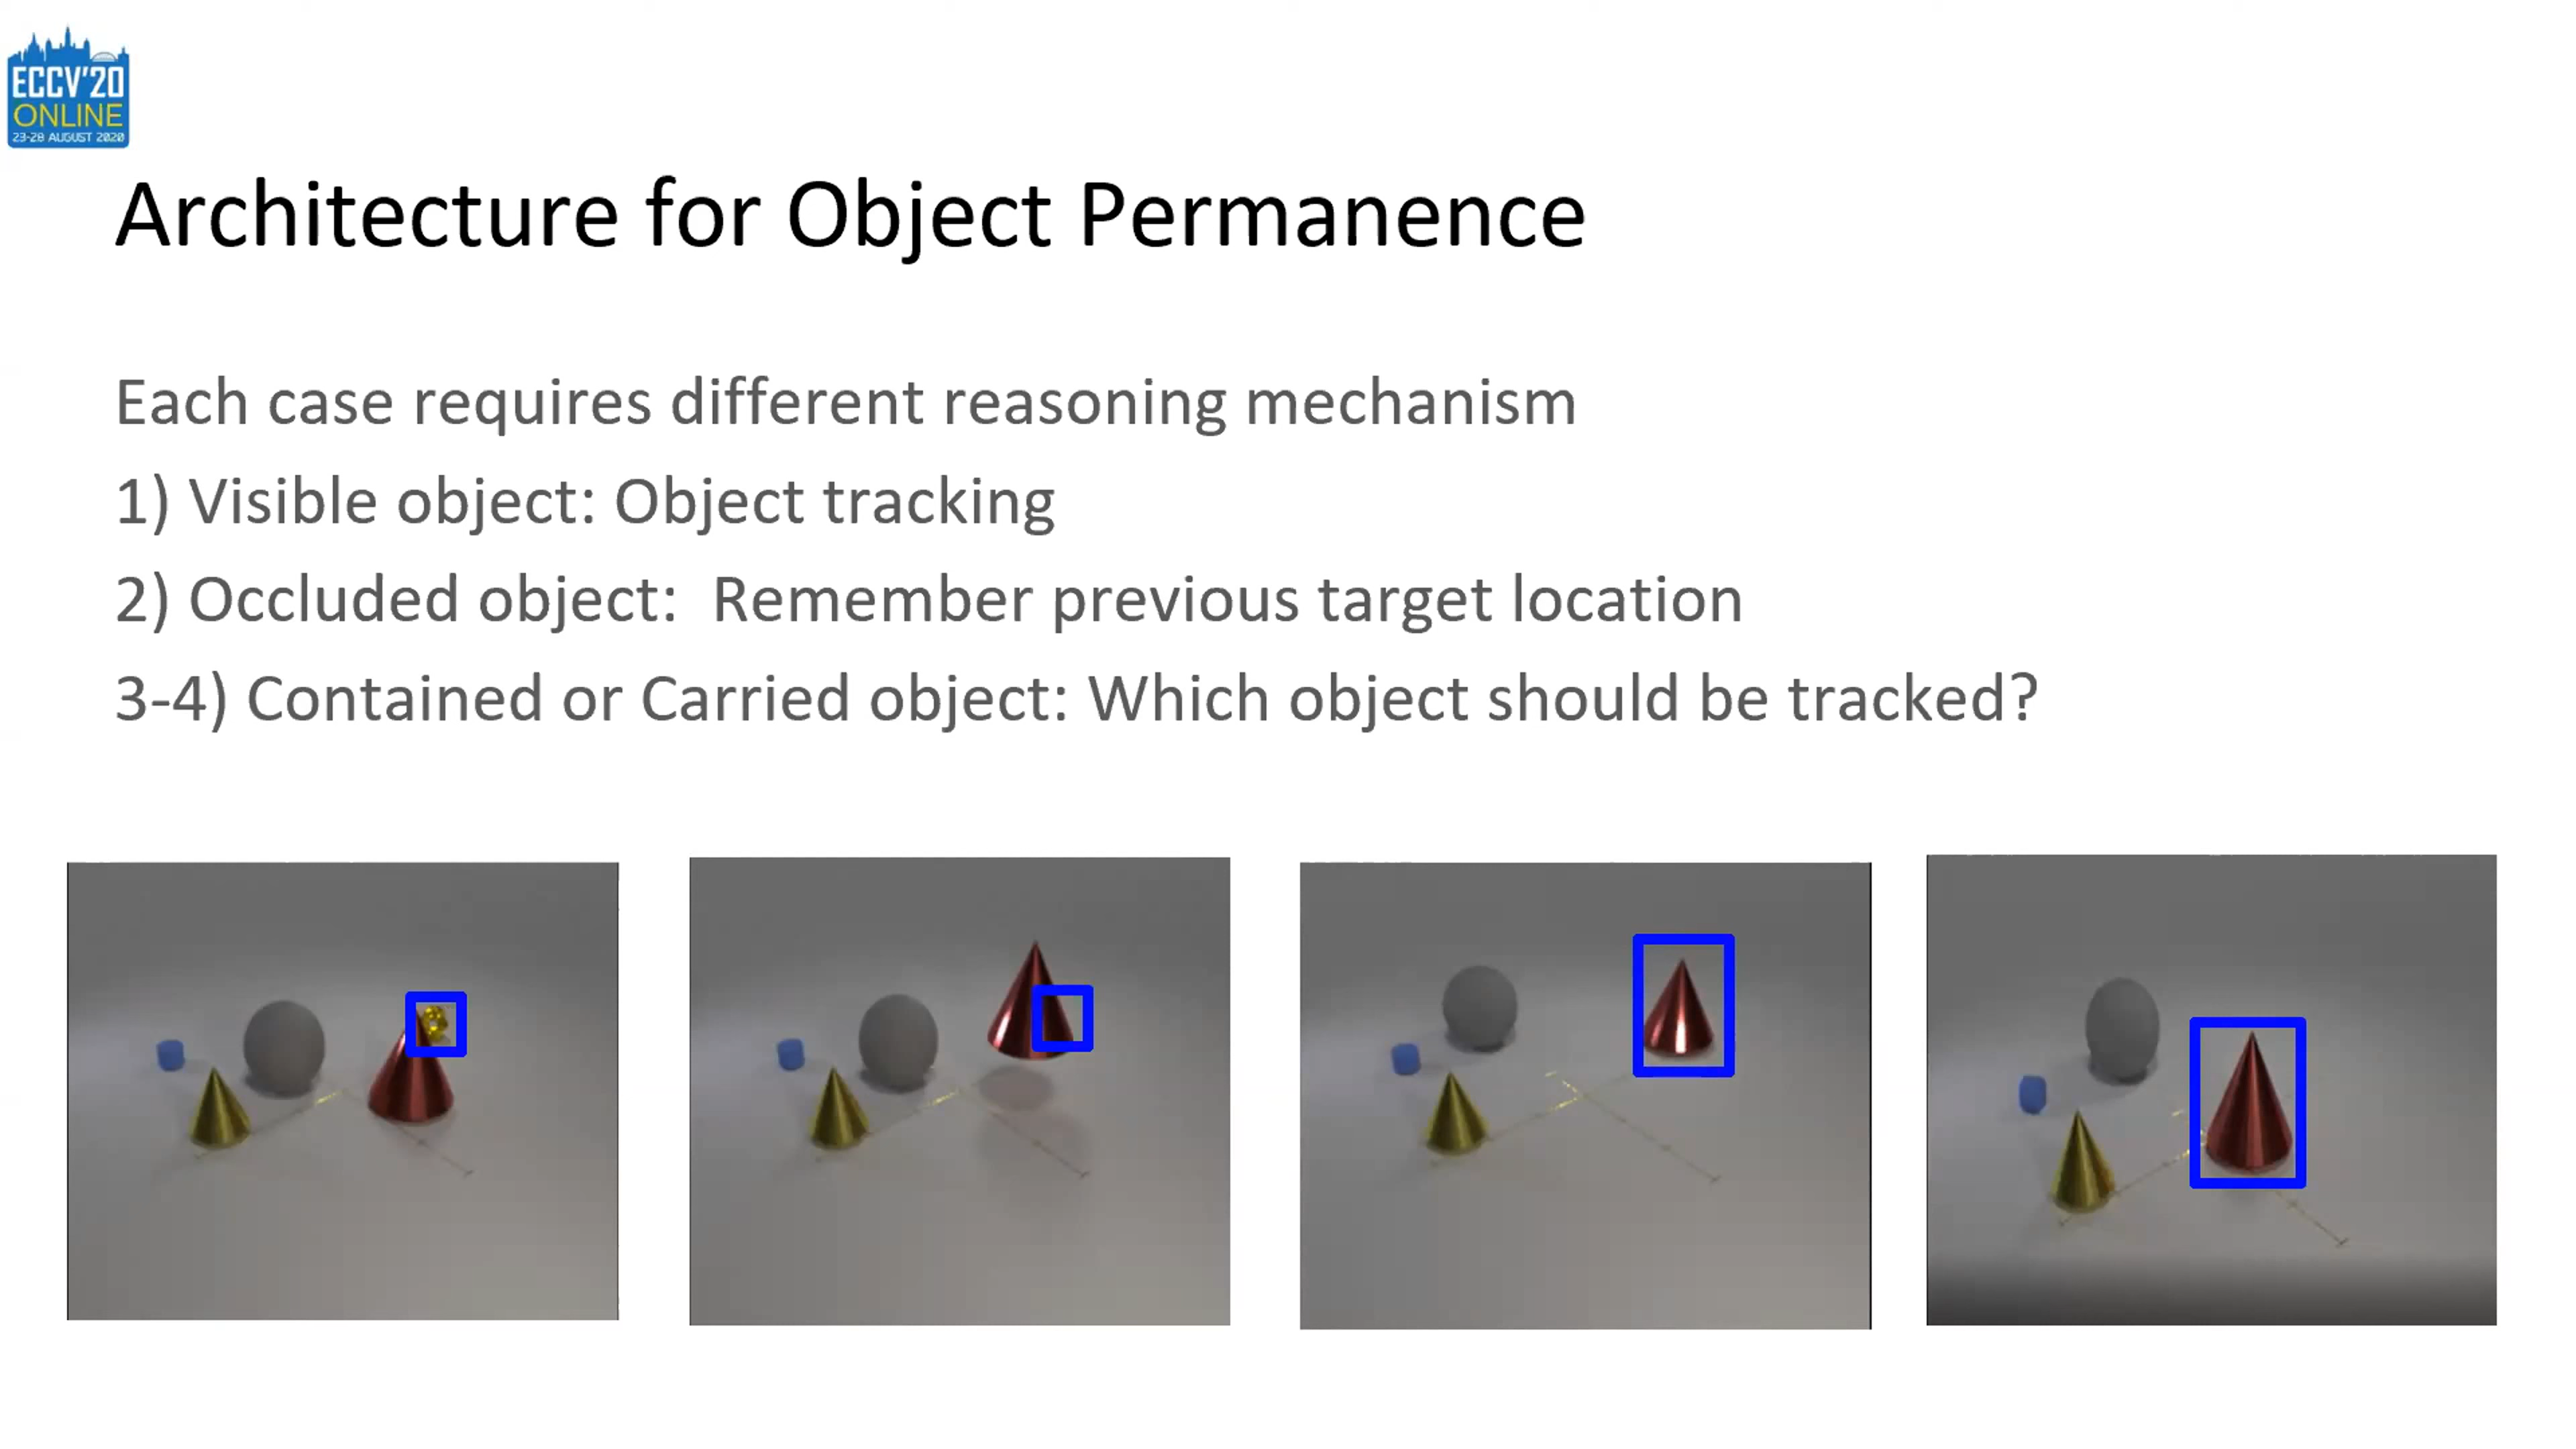 ECCV'20
ONLINE
23-28 AUGUST 2020
Architecture for Object Permanence
Each case requires different reasoning mechanism
1) Visible object: Object tracking
2) Occluded object:  Remember previous target location
3-4) Contained or Carried object: Which object should be tracked?